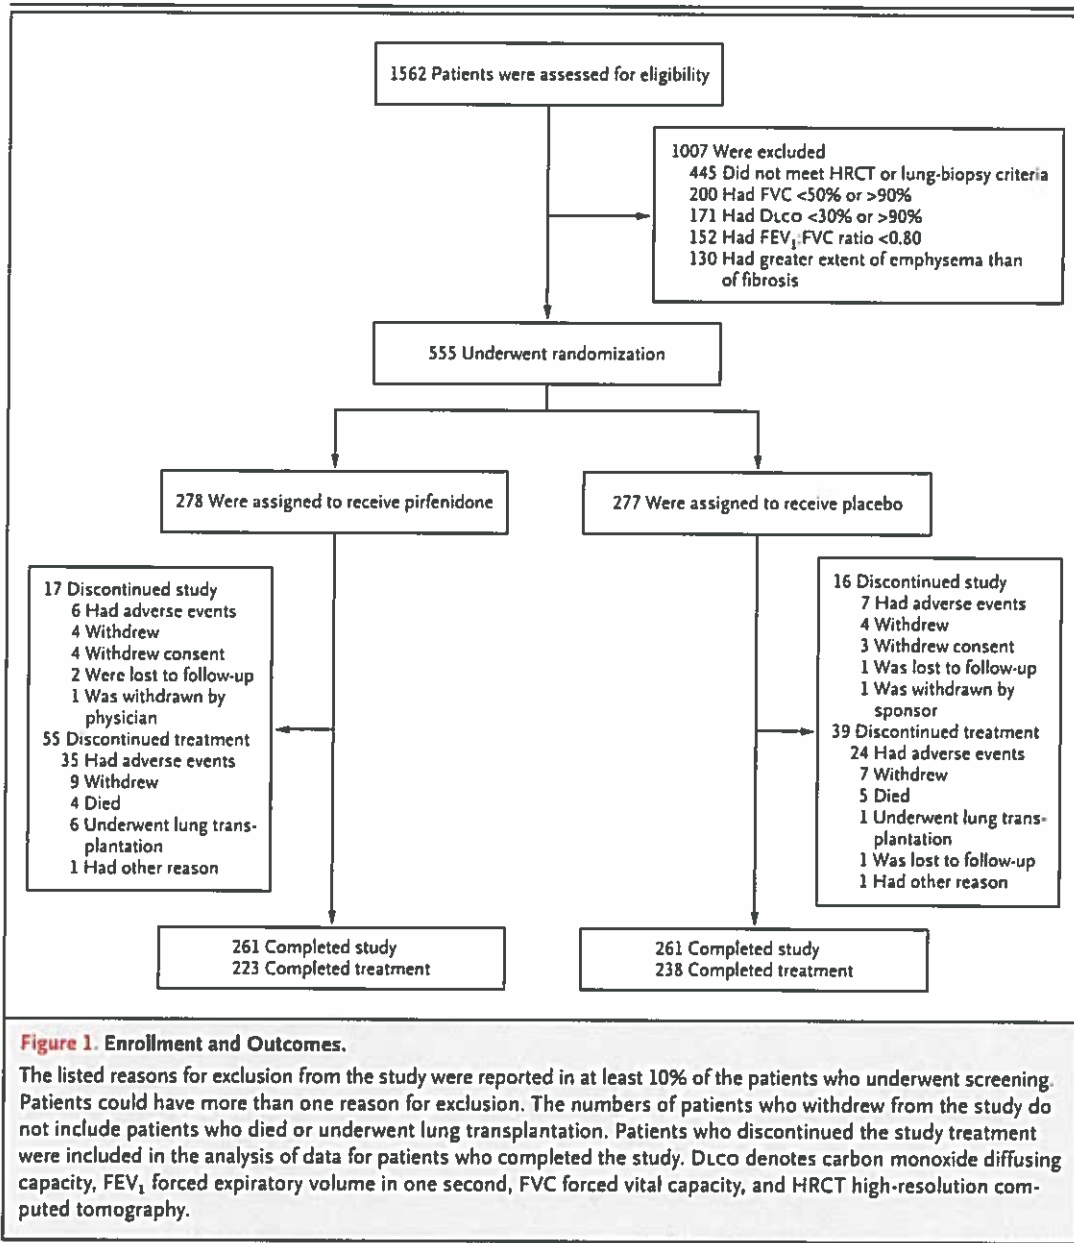 1562 Patients were assessed for eligibility
1007 Were excluded
445 Did not meet HRCT or lung-biopsy criteria
200 Had FVC <50% or >90%
171 Had DLCO <30% or >90%
152 Had FEV₁:FVC ratio <0.80
130 Had greater extent of emphysema than
of fibrosis
555 Underwent randomization
278 Were assigned to receive pirfenidone
277 Were assigned to receive placebo
17 Discontinued study
6 Had adverse events
4 Withdrew
4 Withdrew consent
2 Were lost to follow-up
1 Was withdrawn by
physician
55 Discontinued treatment
35 Had adverse events
9 Withdrew
4 Died
6 Underwent lung trans-
plantation
1 Had other reason
16 Discontinued study
7 Had adverse events
4 Withdrew
3 Withdrew consent
1 Was lost to follow-up
1 Was withdrawn by
sponsor
39 Discontinued treatment
24 Had adverse events
7 Withdrew
5 Died
1 Underwent lung trans-
plantation
1 Was lost to follow-up
1 Had other reason
261 Completed study
223 Completed treatment
261 Completed study
238 Completed treatment
Figure 1. Enrollment and Outcomes.
The listed reasons for exclusion from the study were reported in at least 10% of the patients who underwent screening.
Patients could have more than one reason for exclusion. The numbers of patients who withdrew from the study do
not include patients who died or underwent lung transplantation. Patients who discontinued the study treatment
were included in the analysis of data for patients who completed the study. DLCO denotes carbon monoxide diffusing
capacity, FEV₁ forced expiratory volume in one second, FVC forced vital capacity, and HRCT high-resolution com-
puted tomography.